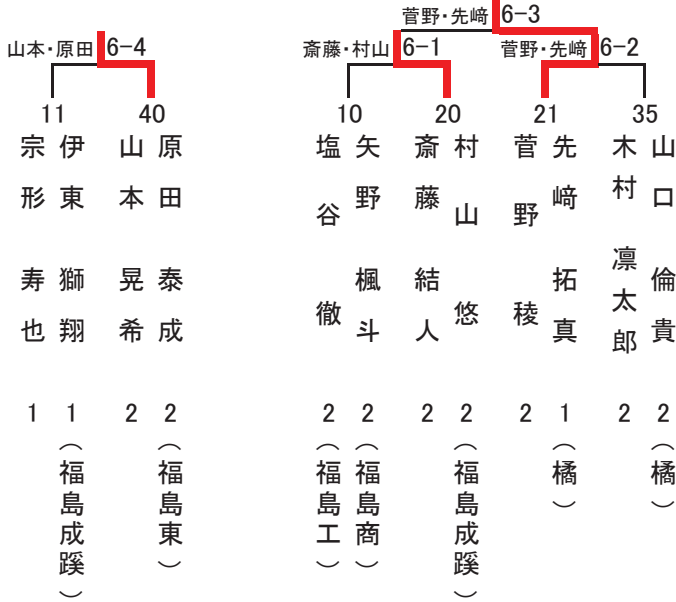 菅野・先﨑 6-3
山本・原田 6-4
斎藤・村山 6-1
菅野・先﨑 6-2
11
40
10
20
21
35
宗形 寿也 1
伊東 獅翔 1 (福島成蹊)
山本 晃希 2
原田 泰成 2 (福島東)
塩谷 徹 2 (福島工)
矢野 楓斗 2 (福島商)
斎藤 結人 2
村山 悠 2 (福島成蹊)
菅野 稜 2
先﨑 拓真 1 (橘)
木村 凛太郎 2
山口 倫貴 2 (橘)